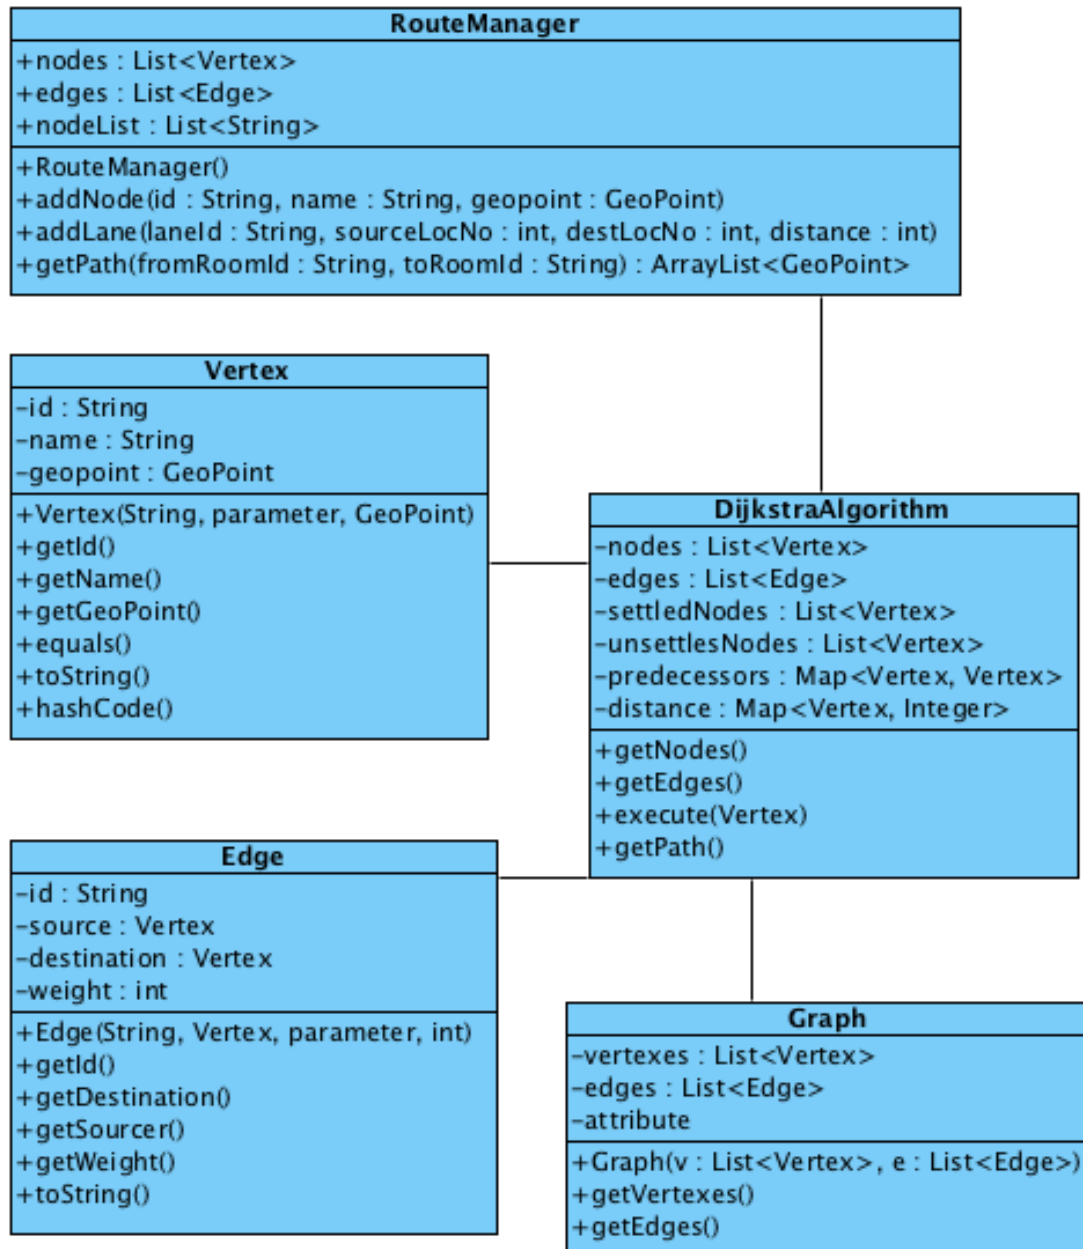 RouteManager
+nodes : List<Vertex>
+edges : List<Edge>
+nodeList : List<String>
+RouteManager()
+addNode(id : String, name : String, geopoint : GeoPoint)
+addLane(laneId : String, sourceLocNo : int, destLocNo : int, distance : int)
+getPath(fromRoomId : String, toRoomId : String) : ArrayList<GeoPoint>
Vertex
-id : String
-name : String
-geopoint : GeoPoint
+Vertex(String, parameter, GeoPoint)
+getId()
+getName()
+getGeoPoint()
+equals()
+toString()
+hashCode()
DijkstraAlgorithm
-nodes : List<Vertex>
-edges : List<Edge>
-settledNodes : List<Vertex>
-unsettlesNodes : List<Vertex>
-predecessors : Map<Vertex, Vertex>
-distance : Map<Vertex, Integer>
+getNodes()
+getEdges()
+execute(Vertex)
+getPath()
Edge
-id : String
-source : Vertex
-destination : Vertex
-weight : int
+Edge(String, Vertex, parameter, int)
+getId()
+getDestination()
+getSourcer()
+getWeight()
+toString()
Graph
-vertexes : List<Vertex>
-edges : List<Edge>
-attribute
+Graph(v : List<Vertex>, e : List<Edge>)
+getVertexes()
+getEdges()